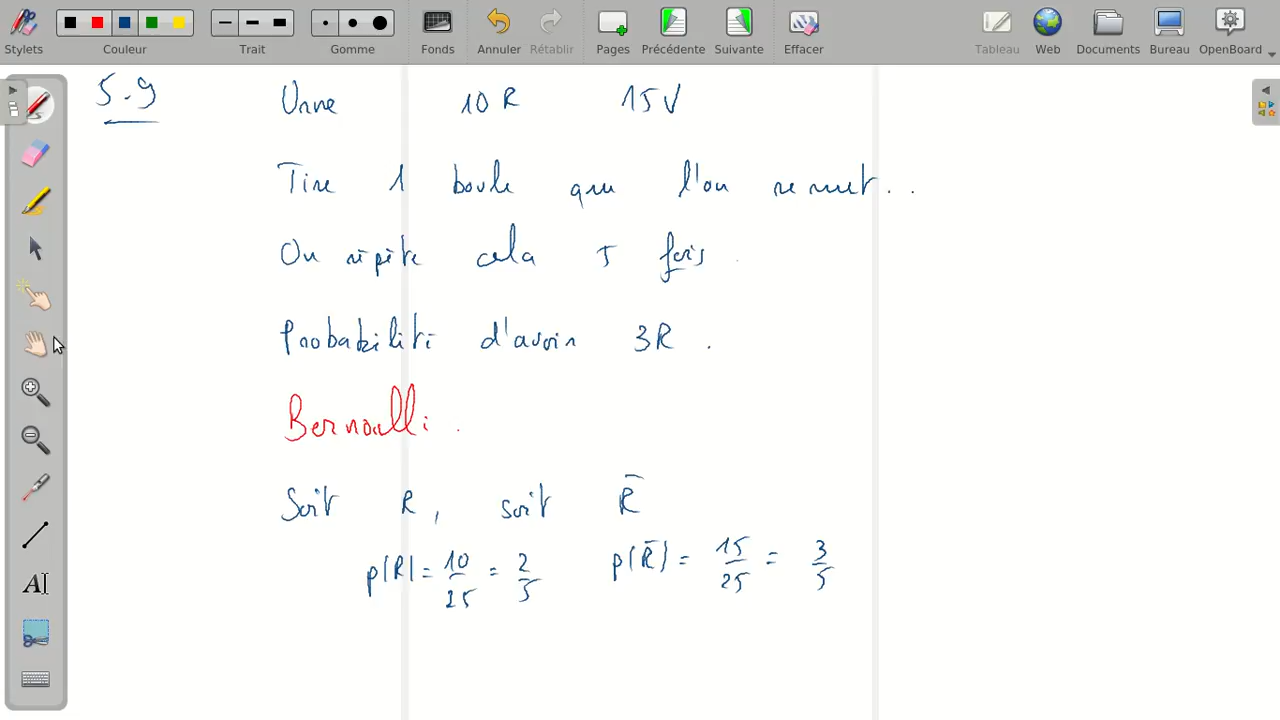 Stylets Couleur Trait Gomme Fonds Annuler Rétablir Pages Précédente Suivante Effacer Tableau Web Documents Bureau OpenBoard
5.9 Urne 10 R 15 V
Tire 1 boule que l'on remet..
On répète cela 5 fois.
Probabilité d'avoir 3R.
Bernoulli.
Soit R, soit R̄
p(R) = 10/25 = 2/5 p(R̄) = 15/25 = 3/5